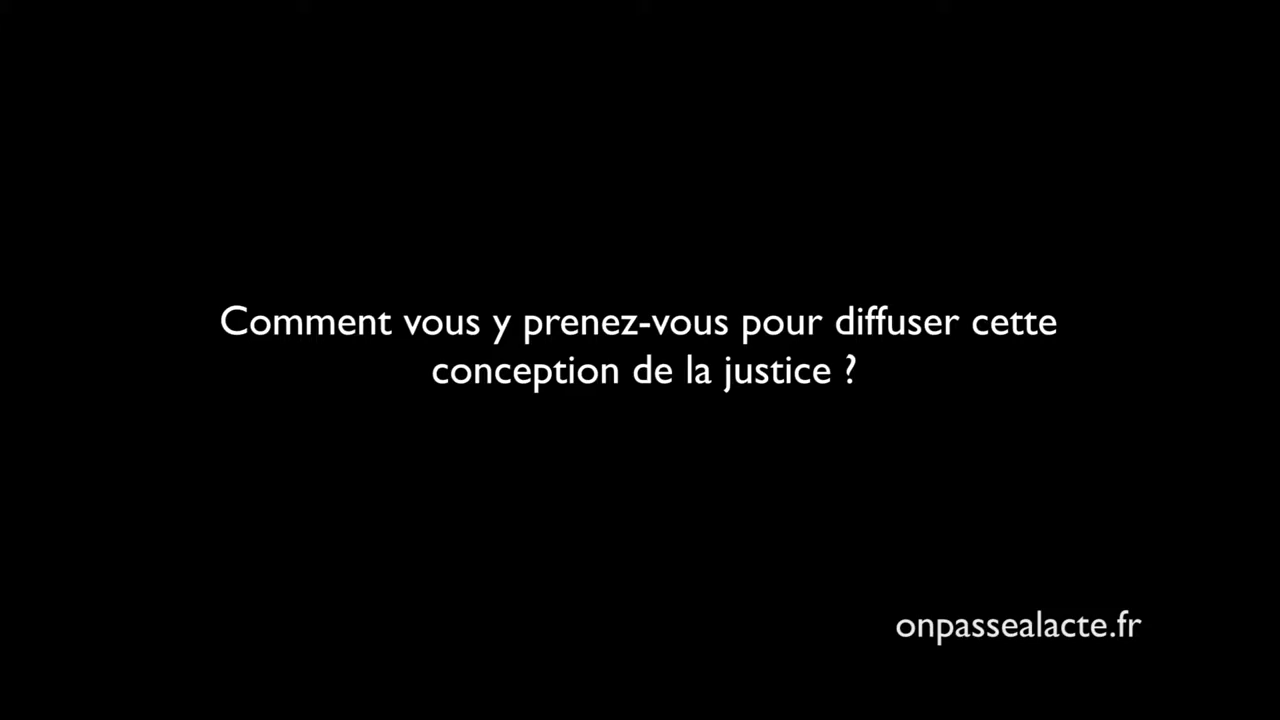 Comment vous y prenez-vous pour diffuser cette
conception de la justice ?
onpassealacte.fr